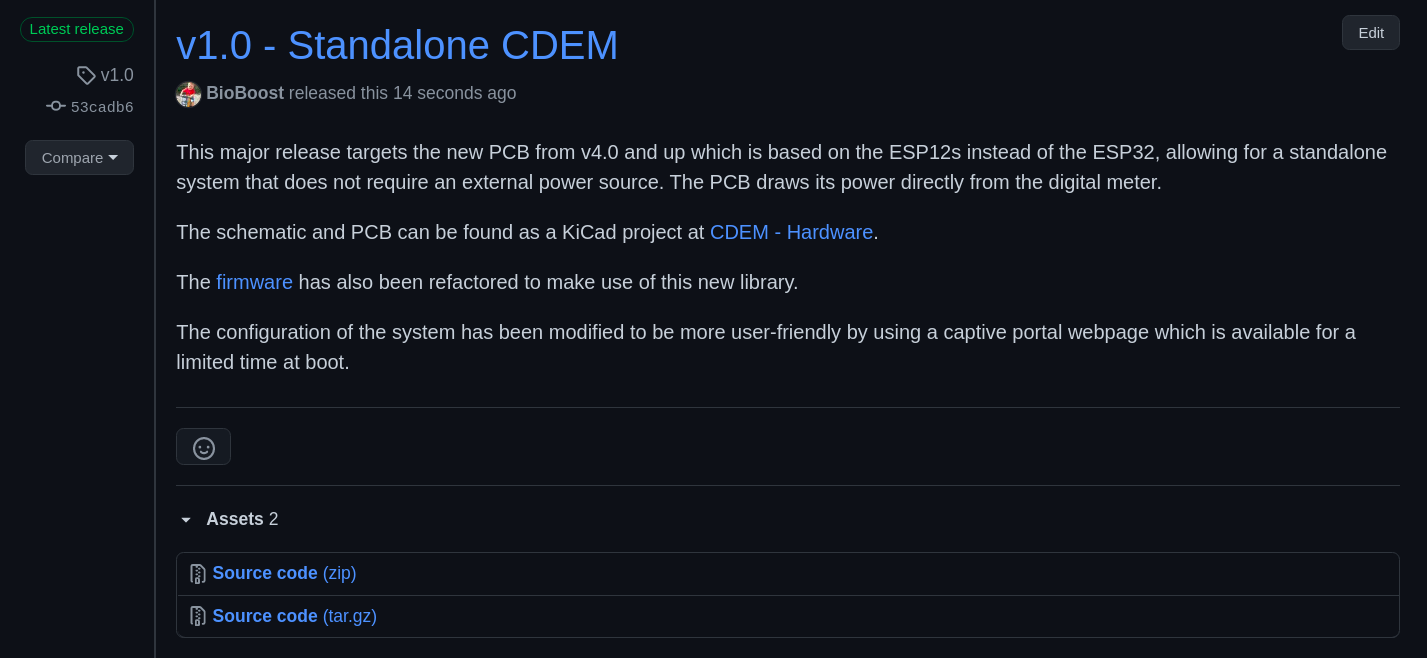 Latest release
v1.0
53cadb6
Compare
v1.0 - Standalone CDEM
Edit
BioBoost released this 14 seconds ago
This major release targets the new PCB from v4.0 and up which is based on the ESP12s instead of the ESP32, allowing for a standalone
system that does not require an external power source. The PCB draws its power directly from the digital meter.
The schematic and PCB can be found as a KiCad project at CDEM - Hardware.
The firmware has also been refactored to make use of this new library.
The configuration of the system has been modified to be more user-friendly by using a captive portal webpage which is available for a
limited time at boot.
Assets 2
Source code (zip)
Source code (tar.gz)